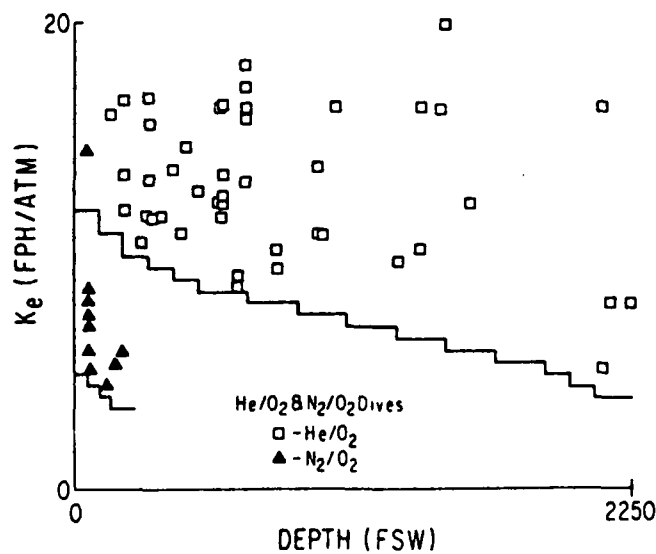 20
Ke (FPH/ATM)
He/O2 & N2/O2 Dives
□ - He/O2
▲ - N2/O2
0
0
2250
DEPTH (FSW)